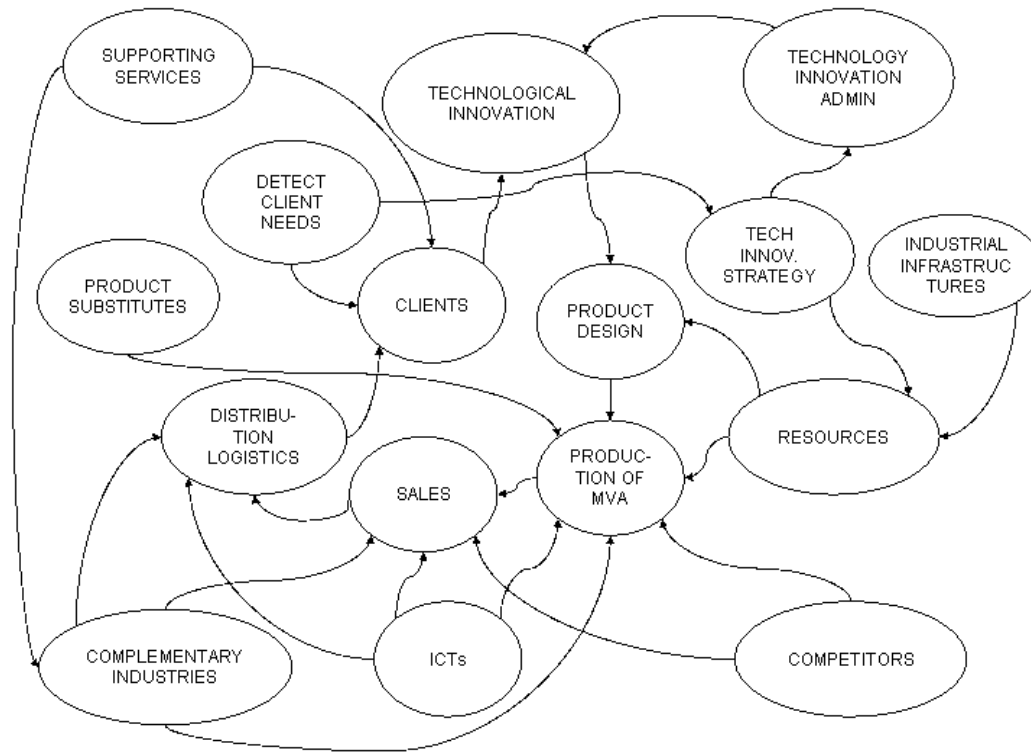 SUPPORTING
SERVICES
TECHNOLOGICAL
INNOVATION
TECHNOLOGY
INNOVATION
ADMIN
DETECT
CLIENT
NEEDS
TECH
INNOV.
STRATEGY
INDUSTRIAL
INFRASTRUC
TURES
PRODUCT
SUBSTITUTES
CLIENTS
PRODUCT
DESIGN
DISTRIBU-
TION
LOGISTICS
SALES
PRODUC-
TION OF
MVA
RESOURCES
COMPLEMENTARY
INDUSTRIES
ICTs
COMPETITORS